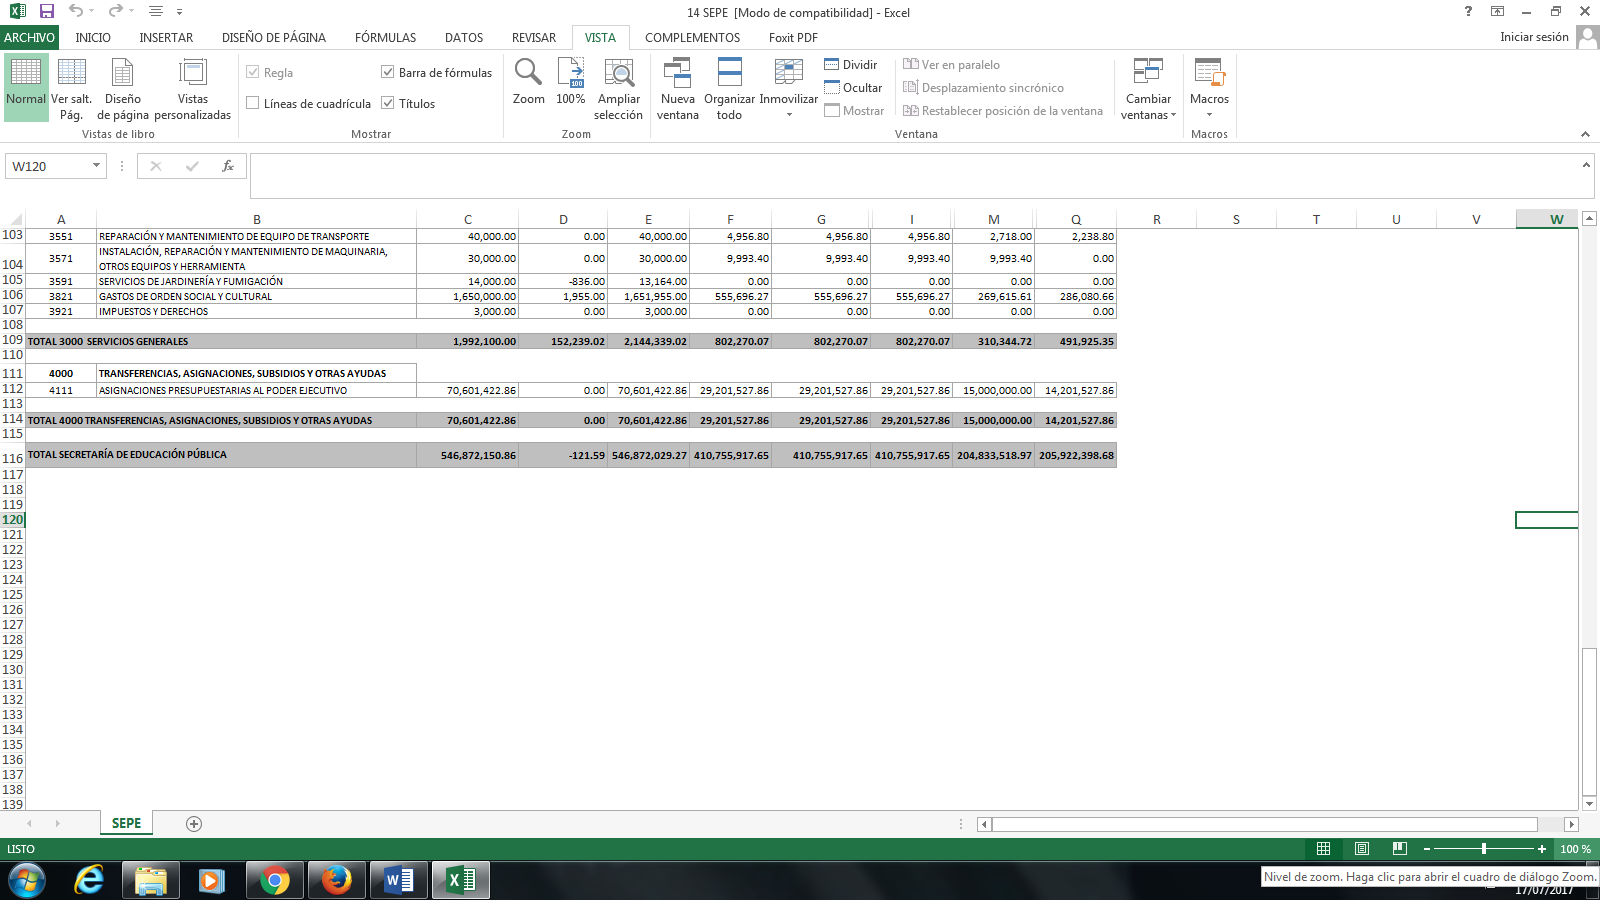 14 SEPE  [Modo de compatibilidad] - Excel
?
ARCHIVO INICIO INSERTAR DISEÑO DE PÁGINA FÓRMULAS DATOS REVISAR VISTA COMPLEMENTOS Foxit PDF Iniciar sesión
Normal Ver salt. Pág. Diseño de página Vistas personalizadas
Vistas de libro
Regla Barra de fórmulas
Líneas de cuadrícula Títulos
Mostrar
Zoom 100% Ampliar selección
Zoom
Nueva ventana Organizar todo Inmovilizar
Dividir Ver en paralelo
Ocultar Desplazamiento sincrónico
Mostrar Restablecer posición de la ventana
Cambiar ventanas
Ventana
Macros
Macros
W120 fx
A B C D E F G I M Q R S T U V W
103 3551 REPARACIÓN Y MANTENIMIENTO DE EQUIPO DE TRANSPORTE 40,000.00 0.00 40,000.00 4,956.80 4,956.80 4,956.80 2,718.00 2,238.80
104 3571 INSTALACIÓN, REPARACIÓN Y MANTENIMIENTO DE MAQUINARIA, OTROS EQUIPOS Y HERRAMIENTA 30,000.00 0.00 30,000.00 9,993.40 9,993.40 9,993.40 9,993.40 0.00
105 3591 SERVICIOS DE JARDINERÍA Y FUMIGACIÓN 14,000.00 -836.00 13,164.00 0.00 0.00 0.00 0.00 0.00
106 3821 GASTOS DE ORDEN SOCIAL Y CULTURAL 1,650,000.00 1,955.00 1,651,955.00 555,696.27 555,696.27 555,696.27 269,615.61 286,080.66
107 3921 IMPUESTOS Y DERECHOS 3,000.00 0.00 3,000.00 0.00 0.00 0.00 0.00 0.00
108
109 TOTAL 3000  SERVICIOS GENERALES 1,992,100.00 152,239.02 2,144,339.02 802,270.07 802,270.07 802,270.07 310,344.72 491,925.35
110
111 4000 TRANSFERENCIAS, ASIGNACIONES, SUBSIDIOS Y OTRAS AYUDAS
112 4111 ASIGNACIONES PRESUPUESTARIAS AL PODER EJECUTIVO 70,601,422.86 0.00 70,601,422.86 29,201,527.86 29,201,527.86 29,201,527.86 15,000,000.00 14,201,527.86
113
114 TOTAL 4000 TRANSFERENCIAS, ASIGNACIONES, SUBSIDIOS Y OTRAS AYUDAS 70,601,422.86 0.00 70,601,422.86 29,201,527.86 29,201,527.86 29,201,527.86 15,000,000.00 14,201,527.86
115
116 TOTAL SECRETARÍA DE EDUCACIÓN PÚBLICA 546,872,150.86 -121.59 546,872,029.27 410,755,917.65 410,755,917.65 410,755,917.65 204,833,518.97 205,922,398.68
117
118
119
120
121
122
123
124
125
126
127
128
129
130
131
132
133
134
135
136
137
138
139
SEPE
LISTO 100 %
Nivel de zoom. Haga clic para abrir el cuadro de diálogo Zoom.
17/07/2017